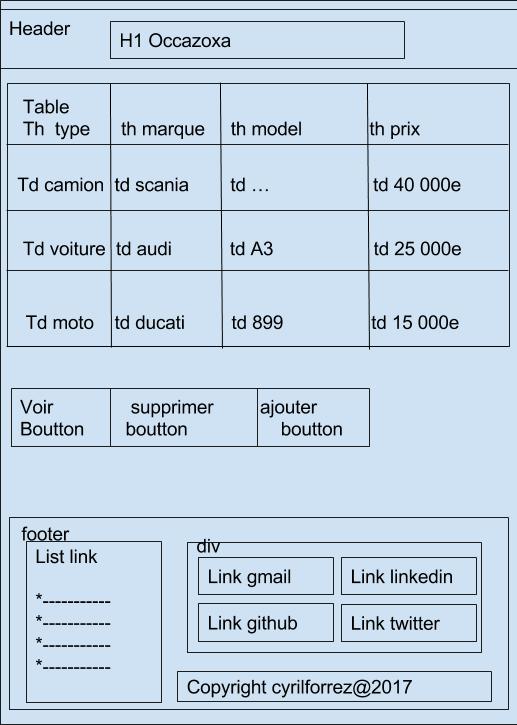 Header
H1 Occazoxa
Table
Th type th marque th model th prix
Td camion td scania td ... td 40 000e
Td voiture td audi td A3 td 25 000e
Td moto td ducati td 899 td 15 000e
Voir supprimer ajouter
Boutton boutton boutton
footer
List link
*-----------
*-----------
*-----------
*-----------
div
Link gmail Link linkedin
Link github Link twitter
Copyright cyrilforrez@2017